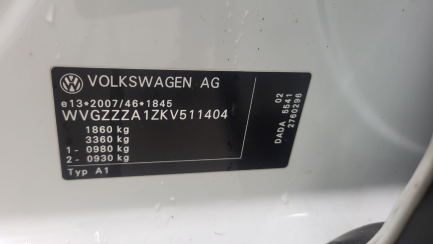 VOLKSWAGEN AG
e13*2007/46*1845
WVGZZZA1ZKV511404
1860 kg
3360 kg
1- 0980 kg
2- 0930 kg
Typ A1
DADA 5541 02
2760296